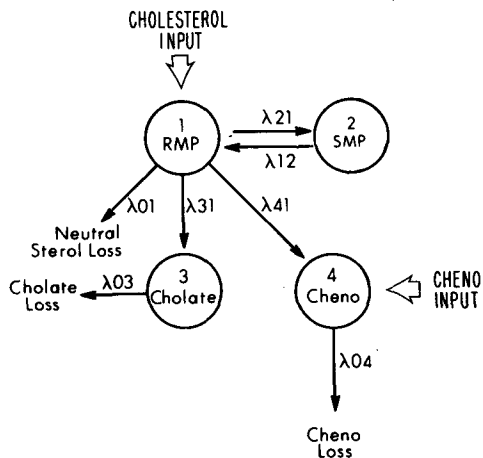 CHOLESTEROL
INPUT
1
RMP
λ21
λ12
2
SMP
λ01
λ31
λ41
Neutral
Sterol Loss
Cholate
Loss
λ03
3
Cholate
4
Cheno
CHENO
INPUT
λ04
Cheno
Loss